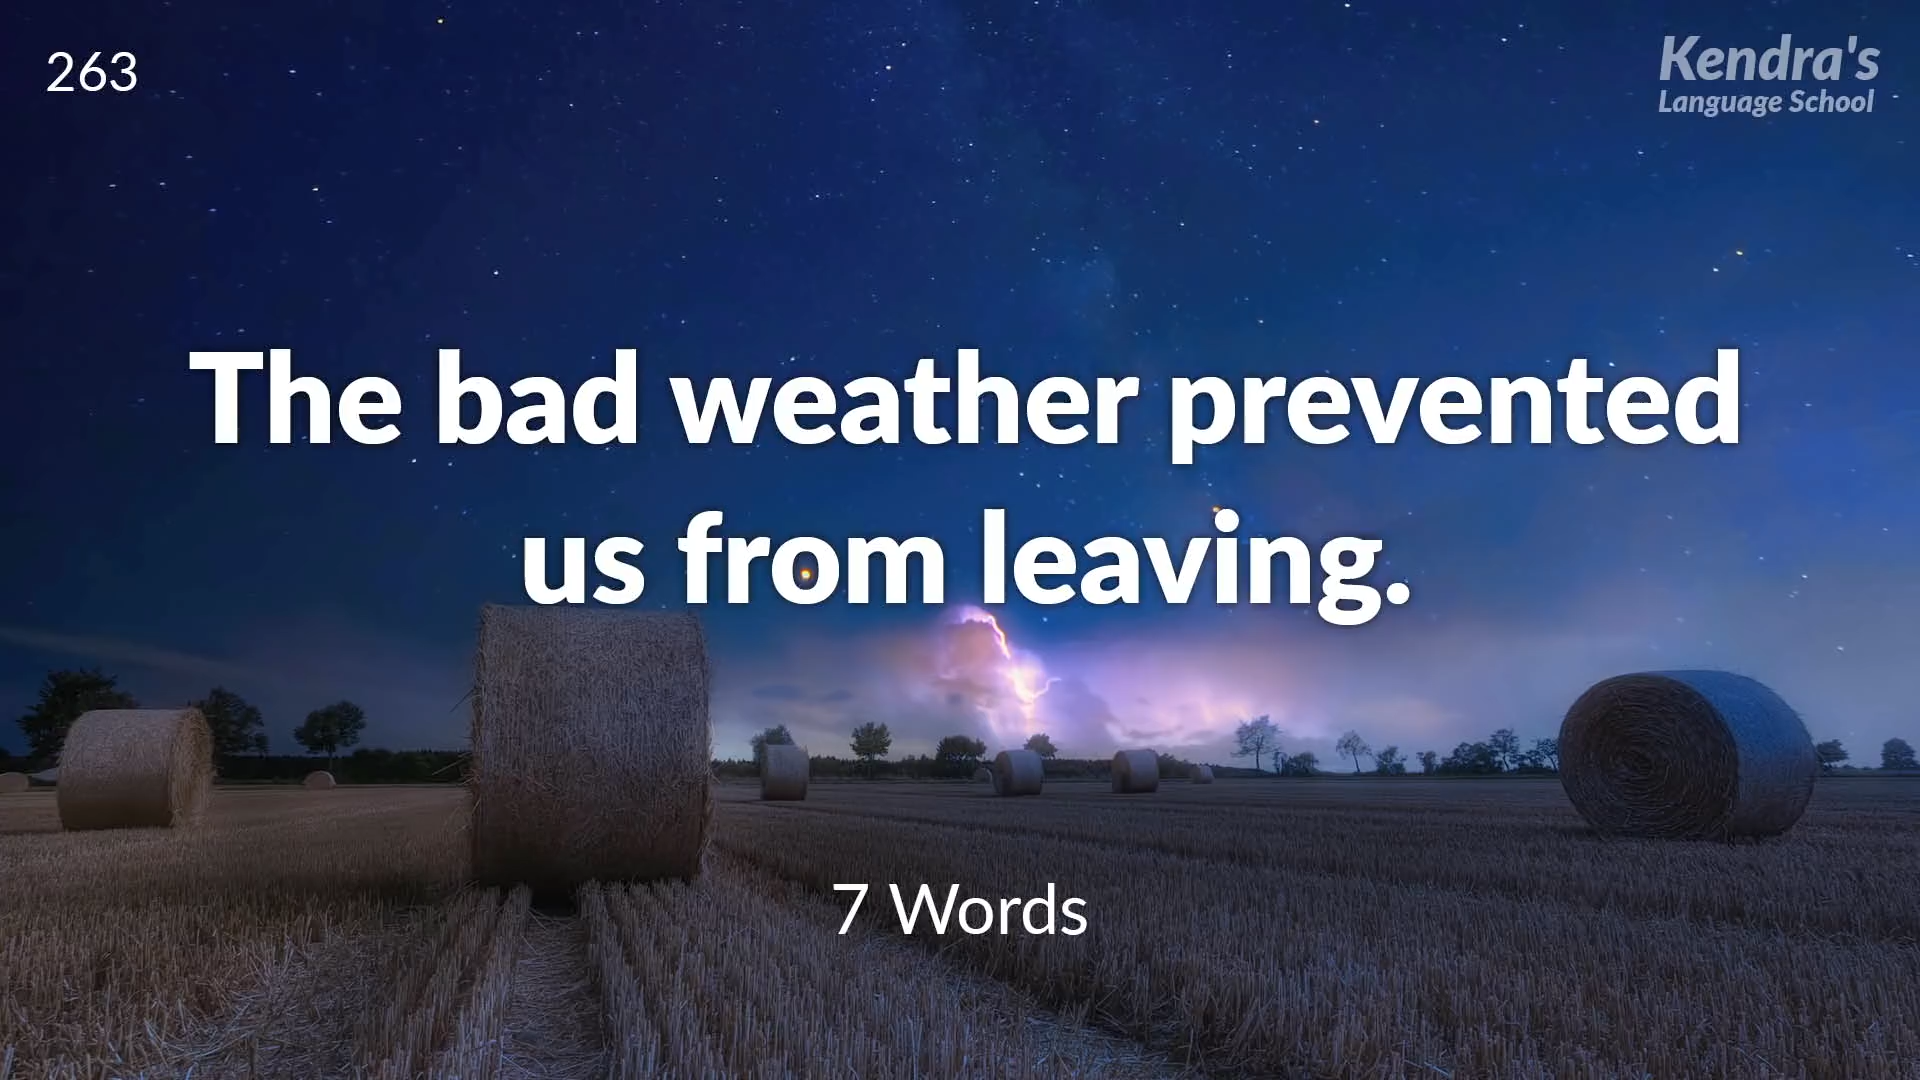 263
Kendra's
Language School
The bad weather prevented
us from leaving.
7 Words